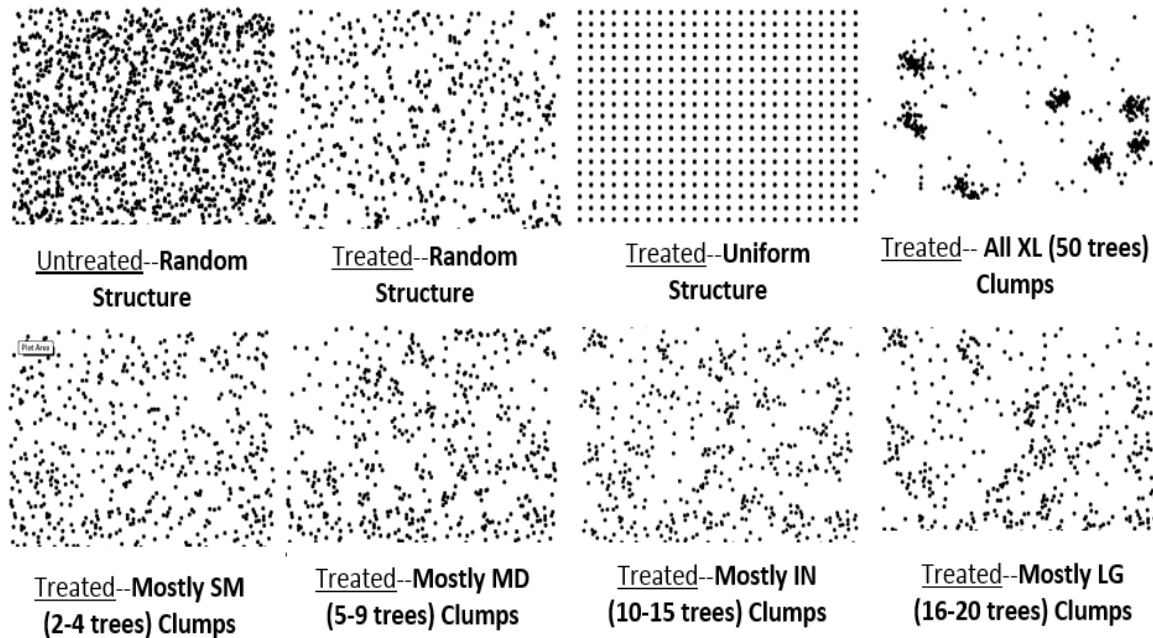 Untreated--Random
Structure
Treated--Random
Structure
Treated--Uniform
Structure
Treated-- All XL (50 trees)
Clumps
Plot Area
Treated--Mostly SM
(2-4 trees) Clumps
Treated--Mostly MD
(5-9 trees) Clumps
Treated--Mostly IN
(10-15 trees) Clumps
Treated--Mostly LG
(16-20 trees) Clumps